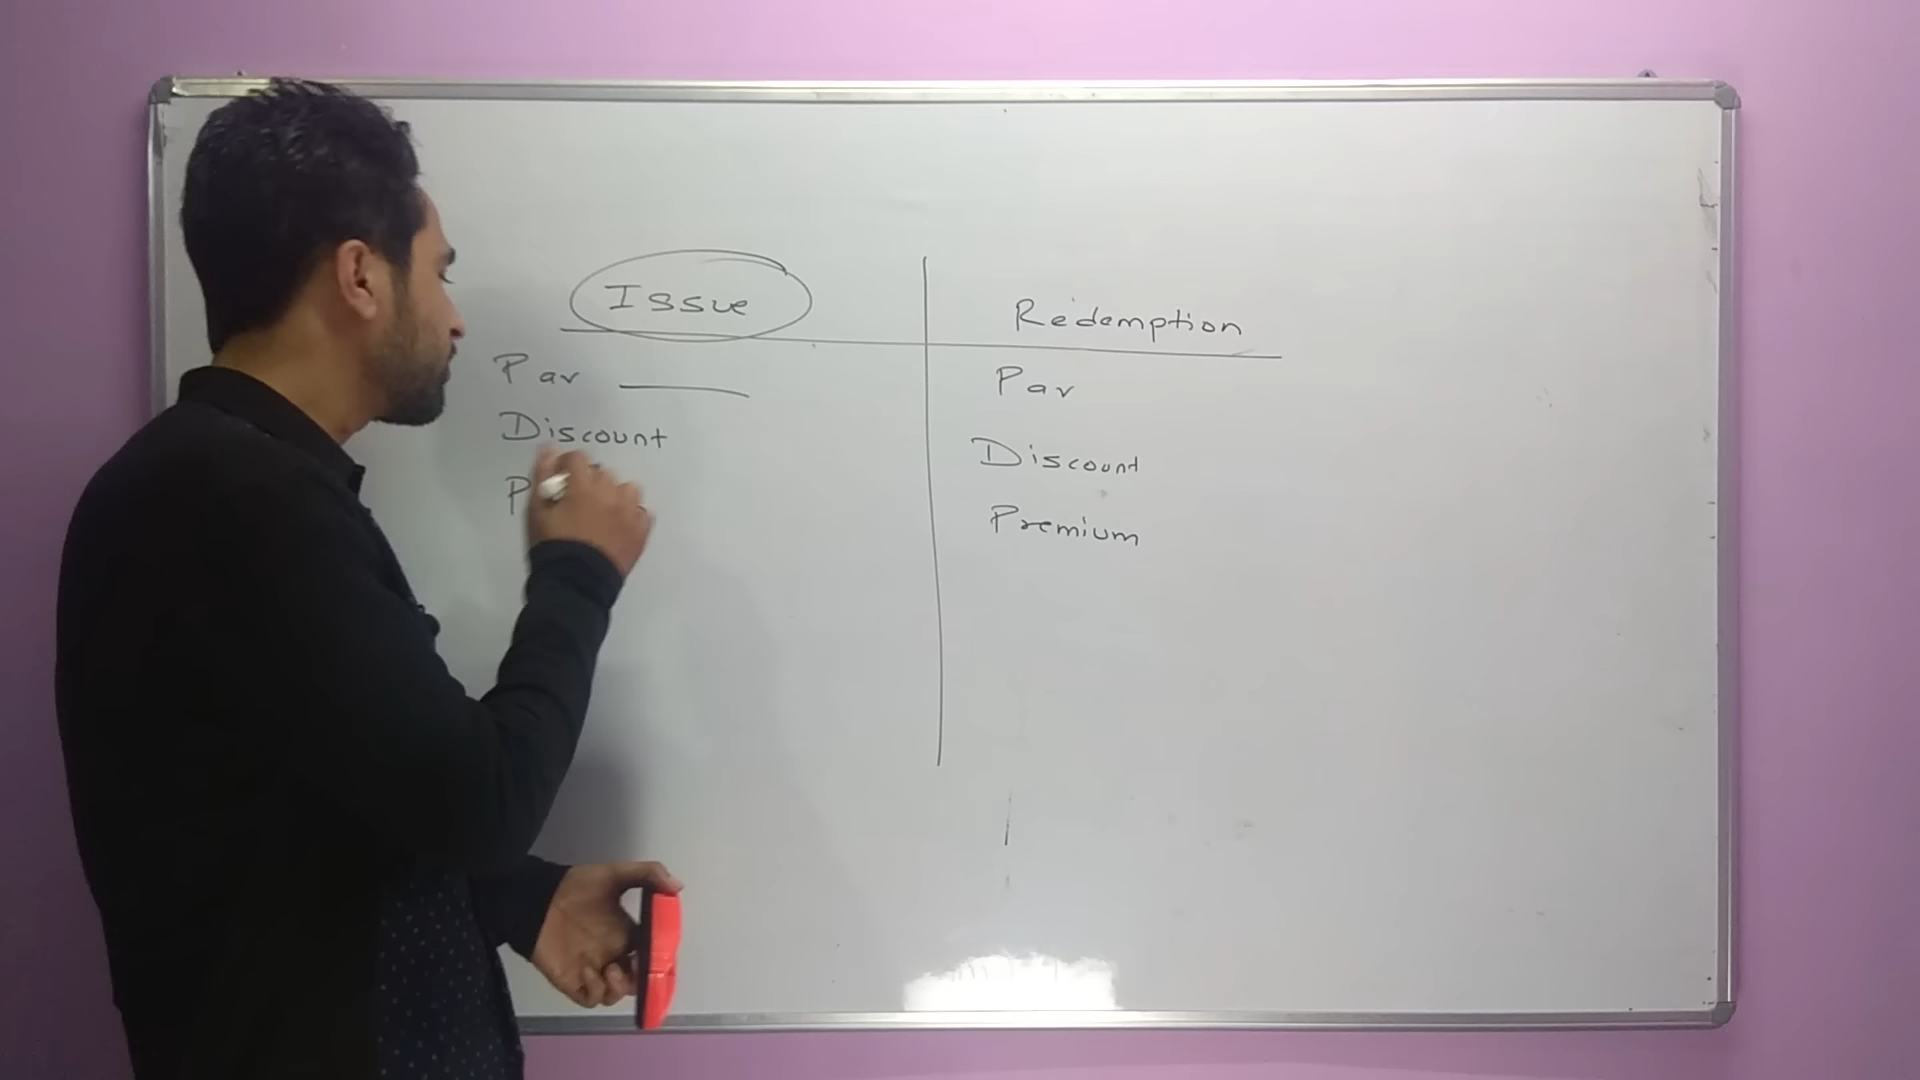 Issue
Par
Discount
P
Redemption
Par
Discount
Premium